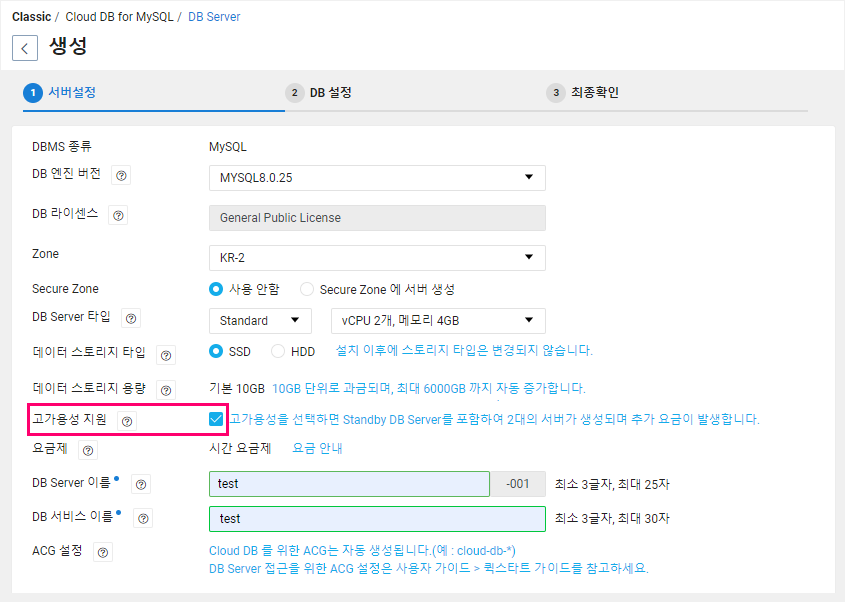 Classic / Cloud DB for MySQL / DB Server
생성
1 서버설정 2 DB 설정 3 최종확인
DBMS 종류 MySQL
DB 엔진 버전 MYSQL8.0.25
DB 라이센스 General Public License
Zone KR-2
Secure Zone 사용 안함 Secure Zone 에 서버 생성
DB Server 타입 Standard vCPU 2개, 메모리 4GB
데이터 스토리지 타입 SSD HDD 설치 이후에 스토리지 타입은 변경되지 않습니다.
데이터 스토리지 용량 기본 10GB 10GB 단위로 과금되며, 최대 6000GB 까지 자동 증가합니다.
고가용성 지원 고가용성을 선택하면 Standby DB Server를 포함하여 2대의 서버가 생성되며 추가 요금이 발생합니다.
요금제 시간 요금제 요금 안내
DB Server 이름 test -001 최소 3글자, 최대 25자
DB 서비스 이름 test 최소 3글자, 최대 30자
ACG 설정 Cloud DB 를 위한 ACG는 자동 생성됩니다.(예 : cloud-db-*)
DB Server 접근을 위한 ACG 설정은 사용자 가이드 > 퀵스타트 가이드를 참고하세요.